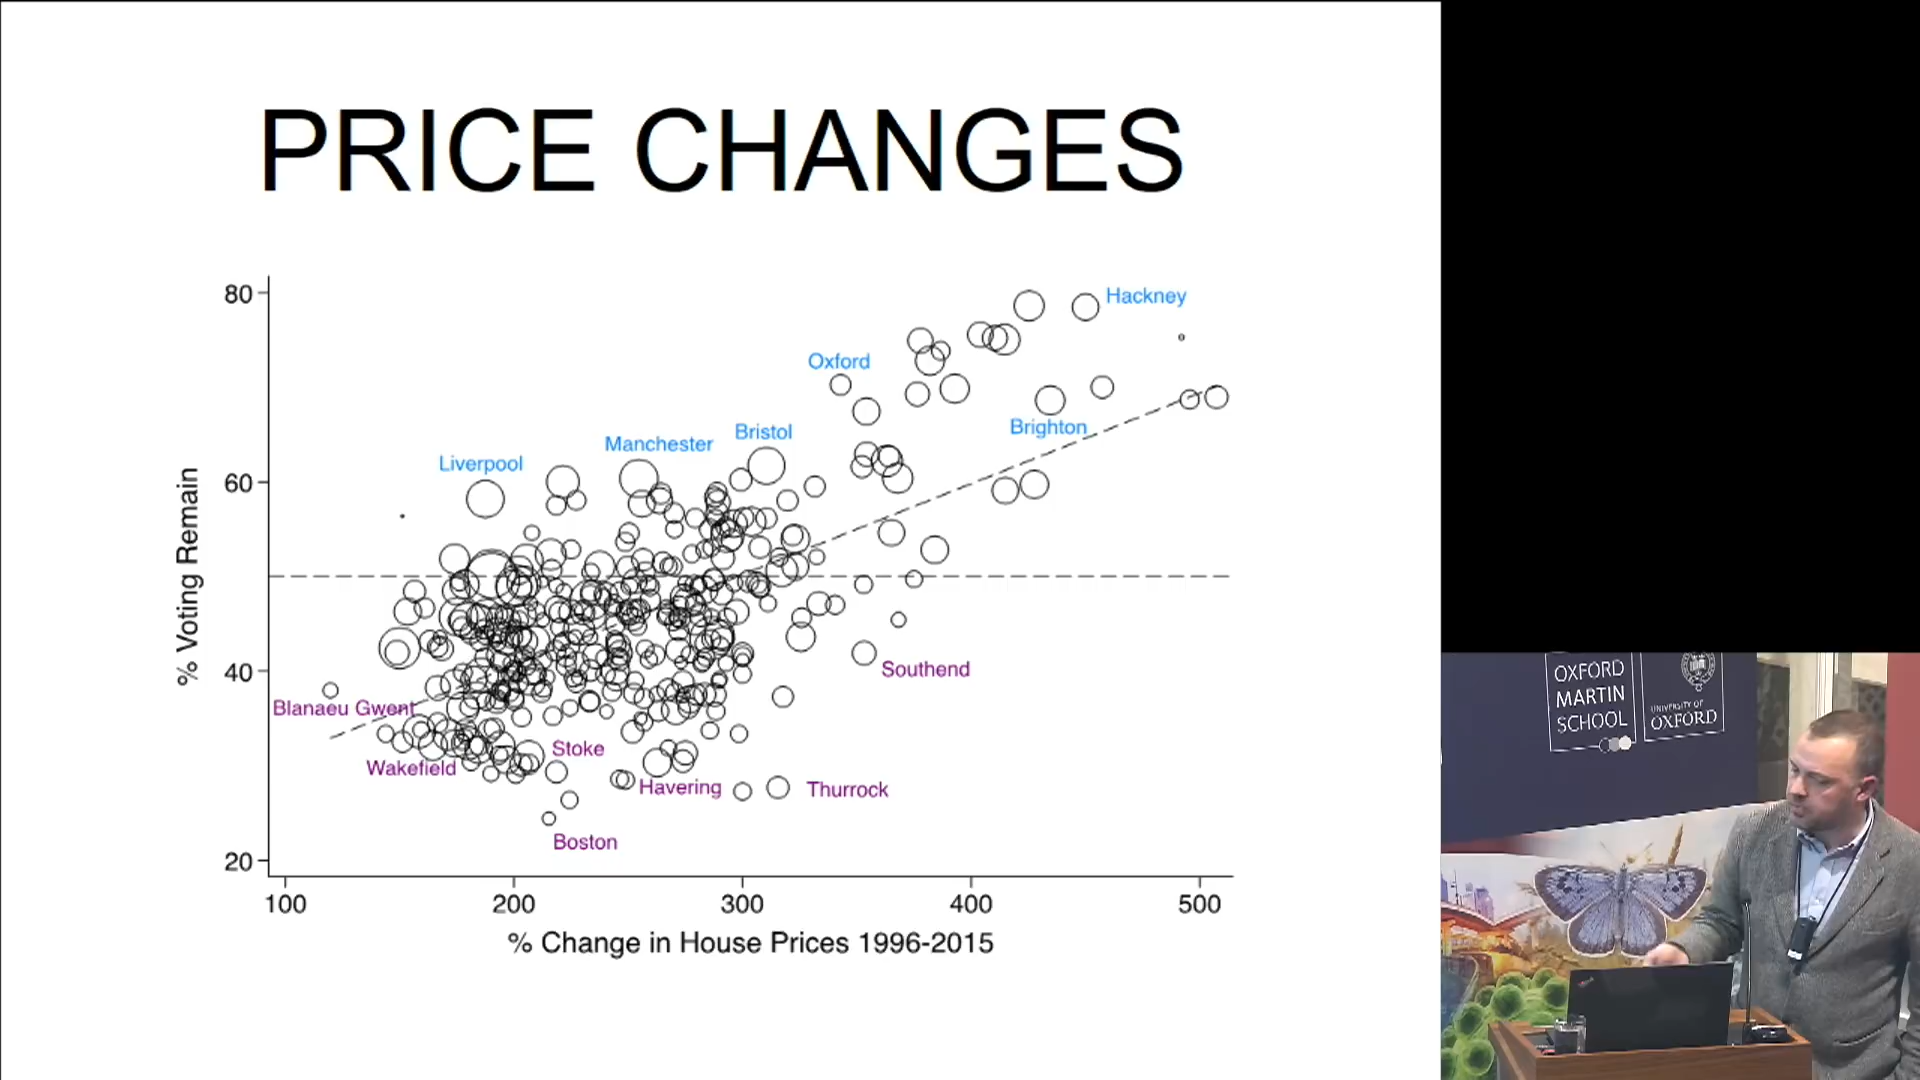 PRICE CHANGES
80
60
40
20
% Voting Remain
Hackney
Oxford
Brighton
Bristol
Manchester
Liverpool
Southend
Blanaeu Gwent
Stoke
Wakefield
Havering
Thurrock
Boston
100 200 300 400 500
% Change in House Prices 1996-2015
OXFORD
MARTIN
SCHOOL
UNIVERSITY OF
OXFORD